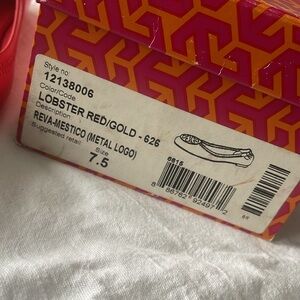 Style no
12138006
Color/Code
LOBSTER RED/GOLD - 626
Description
REVA-MESTICO (METAL LOGO)
Suggested retail
Size
7.5